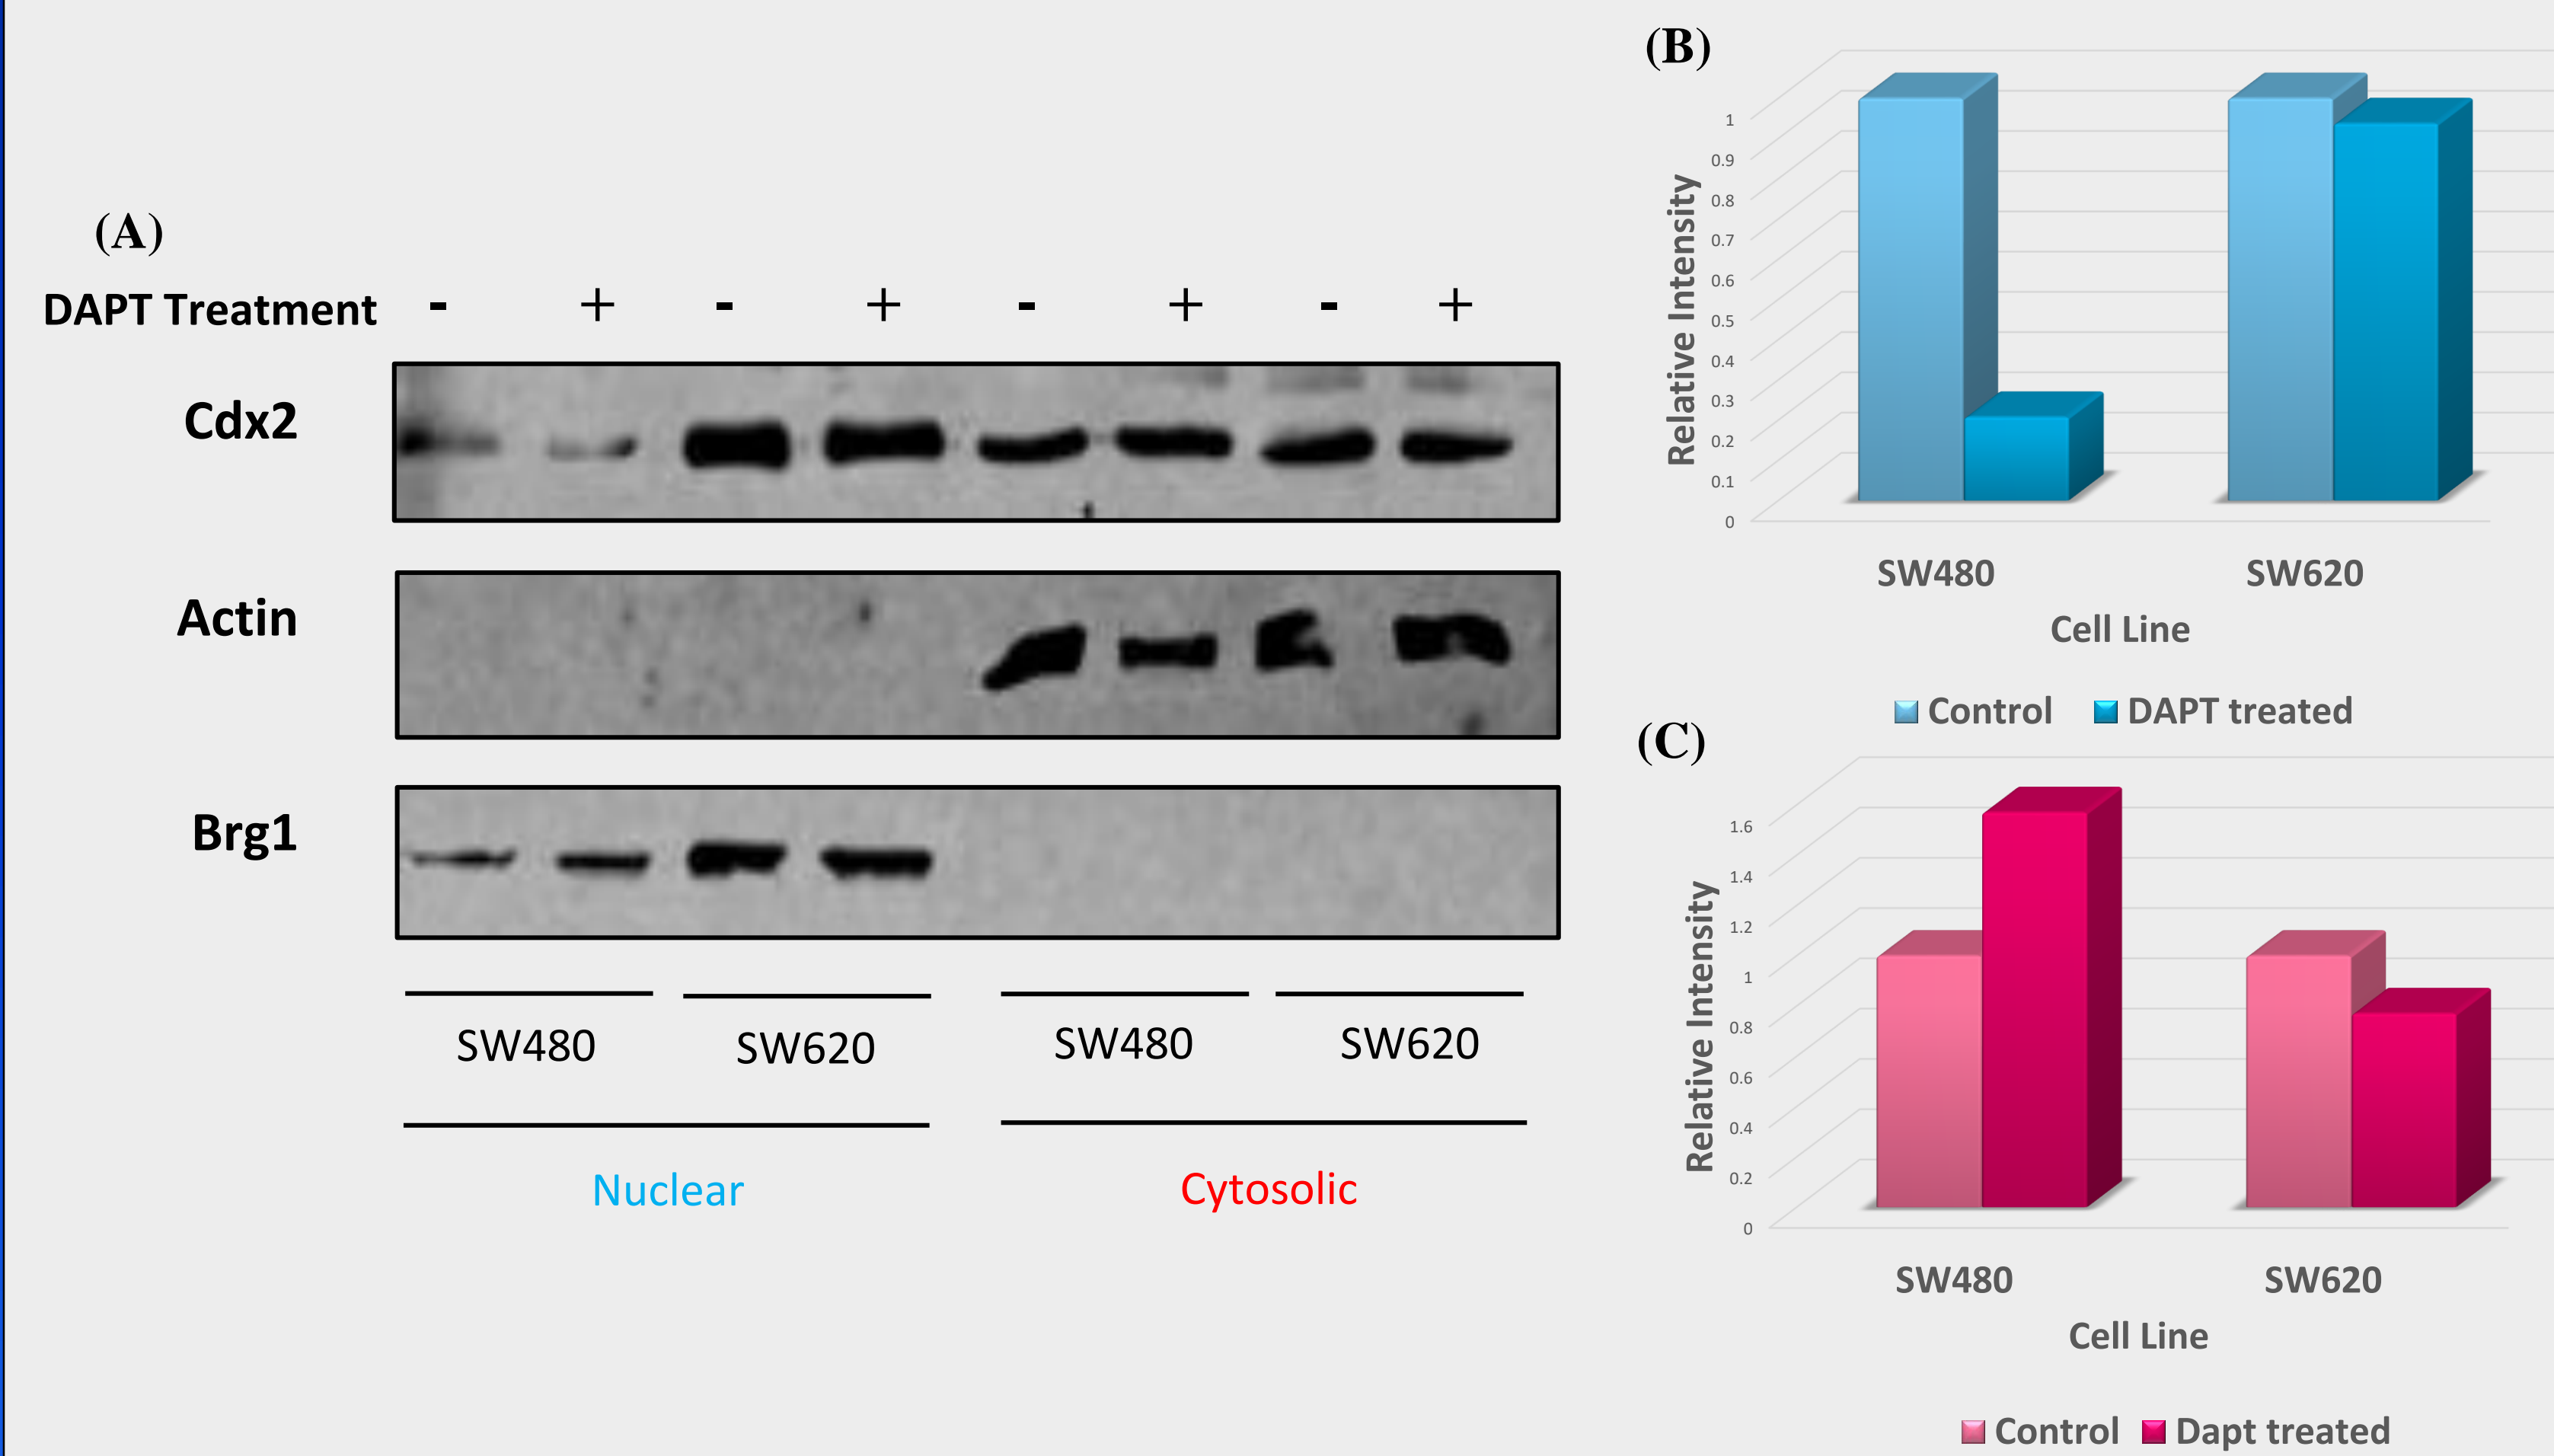 (A)
DAPT Treatment - + - + - + - +
Cdx2
Actin
Brg1
SW480 SW620 SW480 SW620
Nuclear Cytosolic
(B)
Relative Intensity
1
0.9
0.8
0.7
0.6
0.5
0.4
0.3
0.2
0.1
0
SW480 SW620
Cell Line
Control DAPT treated
(C)
Relative Intensity
1.6
1.4
1.2
1
0.8
0.6
0.4
0.2
0
SW480 SW620
Cell Line
Control Dapt treated